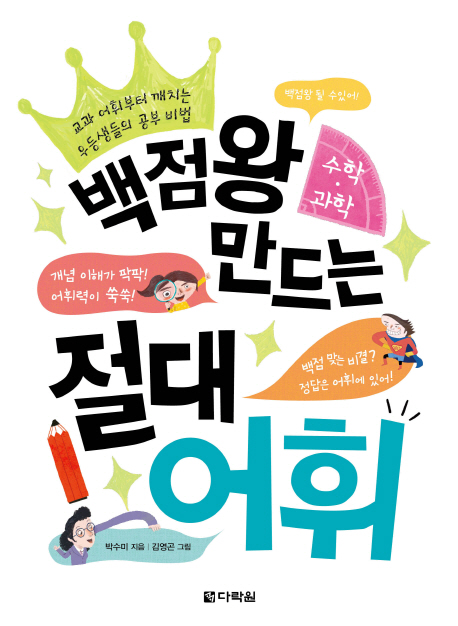 교과 어휘부터 깨치는
우등생들의 공부 비법
백점왕 될 수 있어!
백점왕
수학
·
과학
만드는
개념 이해가 팍팍!
어휘력이 쑥쑥!
절대
백점 맞는 비결?
정답은 어휘에 있어!
어휘
박수미 지음 | 김영곤 그림
다락원